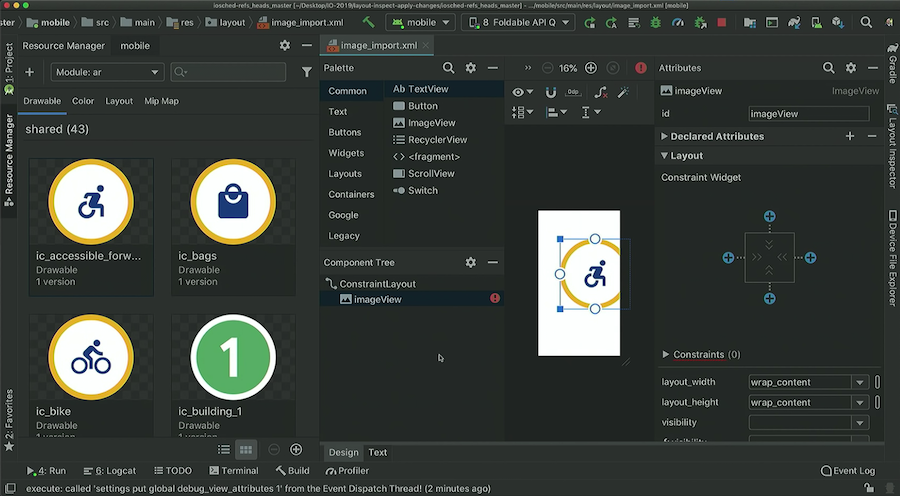 iosched-refs_heads_master [~/Desktop/IO-2019/layout-inspect-apply-changes/iosched-refs_heads_master] - .../mobile/src/main/res/layout/image_import.xml [mobile]
mobile src main res layout image_import.xml mobile 8 Foldable API Q
Resource Manager mobile
image_import.xml
Module: ar
Drawable Color Layout Mip Map
shared (43)
ic_accessible_forw...
Drawable
1 version
ic_bags
Drawable
1 version
ic_bike
1 version
1
ic_building_1
1 version
Palette
Common
Text
Buttons
Widgets
Layouts
Containers
Google
Legacy
Ab TextView
Button
ImageView
RecyclerView
<> <fragment>
ScrollView
Switch
Component Tree
ConstraintLayout
imageView
>> 16%
0dp
Attributes
imageView ImageView
id imageView
Declared Attributes
Layout
Constraint Widget
Constraints (0)
layout_width wrap_content
layout_height wrap_content
visibility
Design Text
1: Project
Resource Manager
2: Favorites
Gradle
Layout Inspector
Device File Explorer
4: Run 6: Logcat TODO Terminal Build Profiler Event Log
execute: called 'settings put global debug_view_attributes 1' from the Event Dispatch Thread! (2 minutes ago)